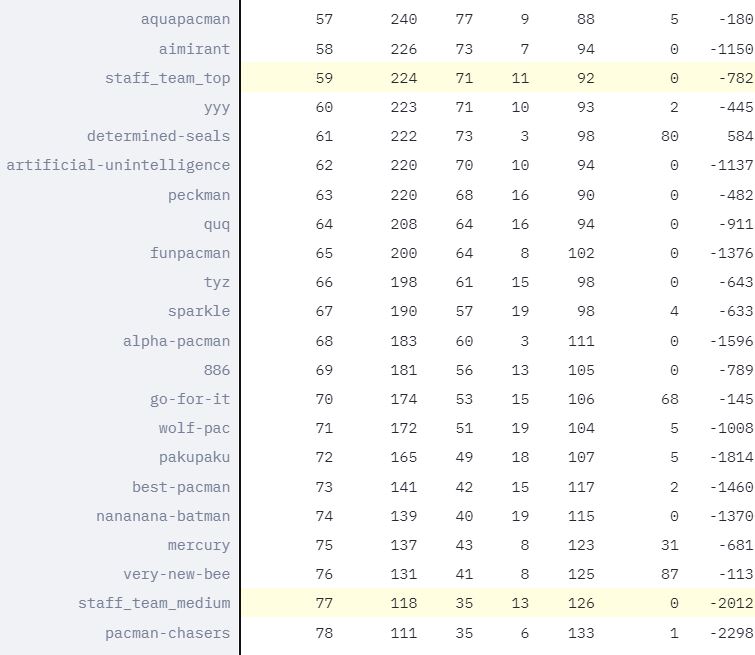 aquapacman 57 240 77 9 88 5 -180
aimirant 58 226 73 7 94 0 -1150
staff_team_top 59 224 71 11 92 0 -782
yyy 60 223 71 10 93 2 -445
determined-seals 61 222 73 3 98 80 584
artificial-unintelligence 62 220 70 10 94 0 -1137
peckman 63 220 68 16 90 0 -482
quq 64 208 64 16 94 0 -911
funpacman 65 200 64 8 102 0 -1376
tyz 66 198 61 15 98 0 -643
sparkle 67 190 57 19 98 4 -633
alpha-pacman 68 183 60 3 111 0 -1596
886 69 181 56 13 105 0 -789
go-for-it 70 174 53 15 106 68 -145
wolf-pac 71 172 51 19 104 5 -1008
pakupaku 72 165 49 18 107 5 -1814
best-pacman 73 141 42 15 117 2 -1460
nananana-batman 74 139 40 19 115 0 -1370
mercury 75 137 43 8 123 31 -681
very-new-bee 76 131 41 8 125 87 -113
staff_team_medium 77 118 35 13 126 0 -2012
pacman-chasers 78 111 35 6 133 1 -2298